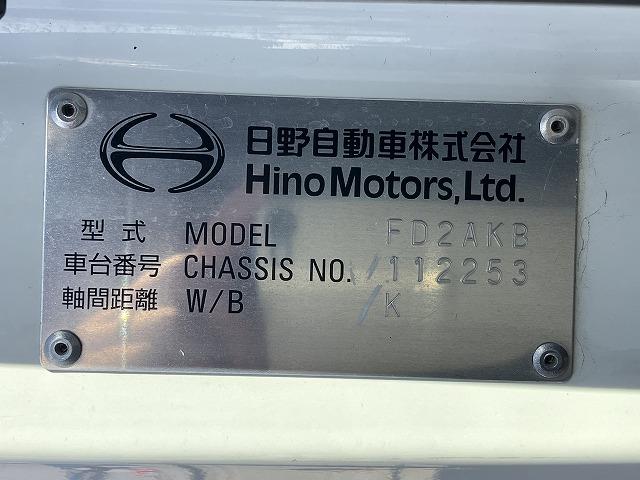 日野自動車株式会社
Hino Motors, Ltd.
型式 MODEL FD2AKB
車台番号 CHASSIS NO. /112253
軸間距離 W/B /K